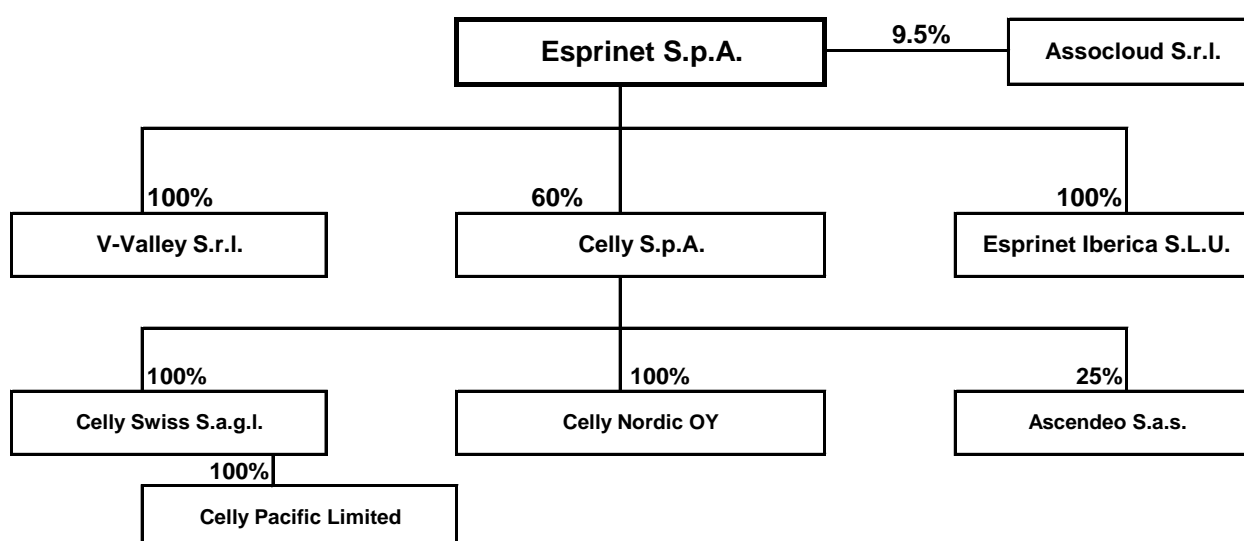 Esprinet S.p.A.
9.5%
Assocloud S.r.l.
100%
60%
100%
V-Valley S.r.l.
Celly S.p.A.
Esprinet Iberica S.L.U.
100%
100%
25%
Celly Swiss S.a.g.l.
Celly Nordic OY
Ascendeo S.a.s.
100%
Celly Pacific Limited